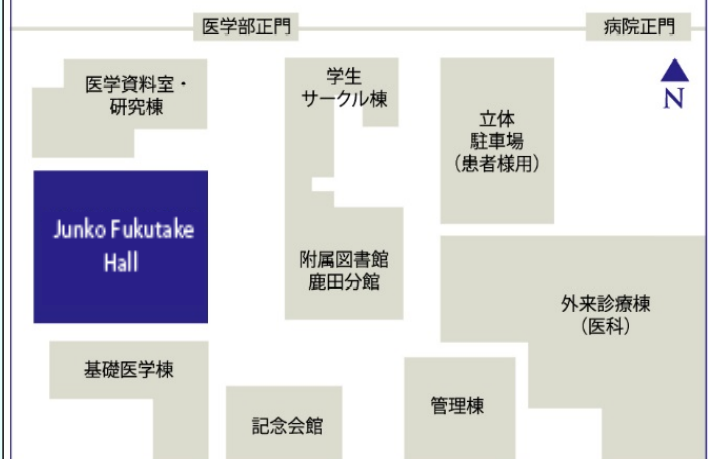 医学部正門
病院正門
医学資料室・
研究棟
学生
サークル棟
立体
駐車場
（患者様用）
N
Junko Fukutake
Hall
附属図書館
鹿田分館
外来診療棟
（医科）
基礎医学棟
記念会館
管理棟